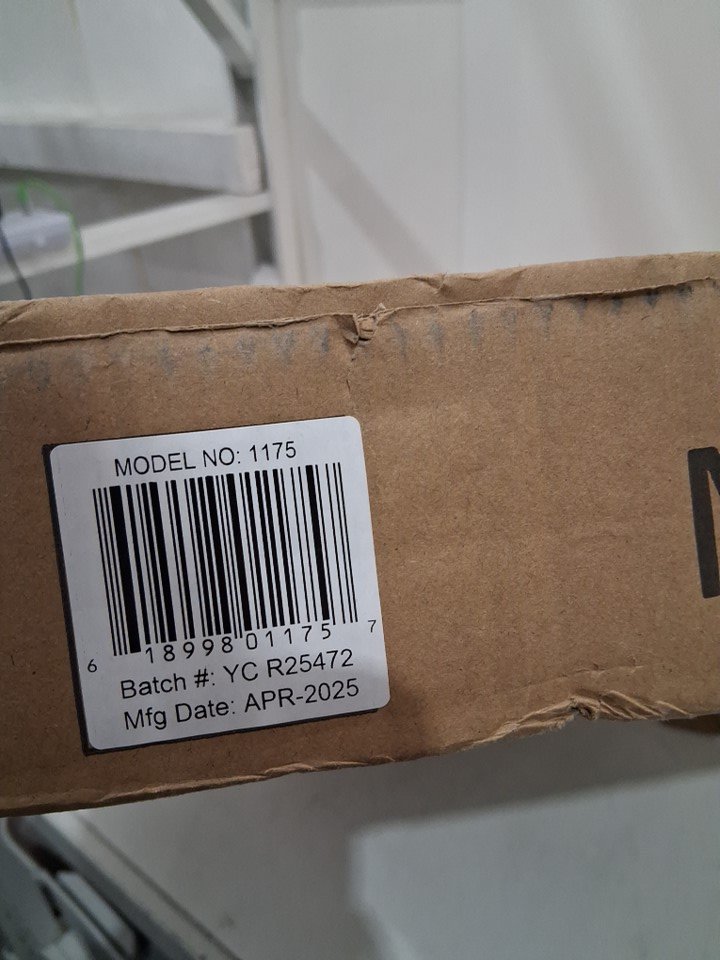 MODEL NO: 1175
6 18998 01175 7
Batch #: YC R25472
Mfg Date: APR-2025